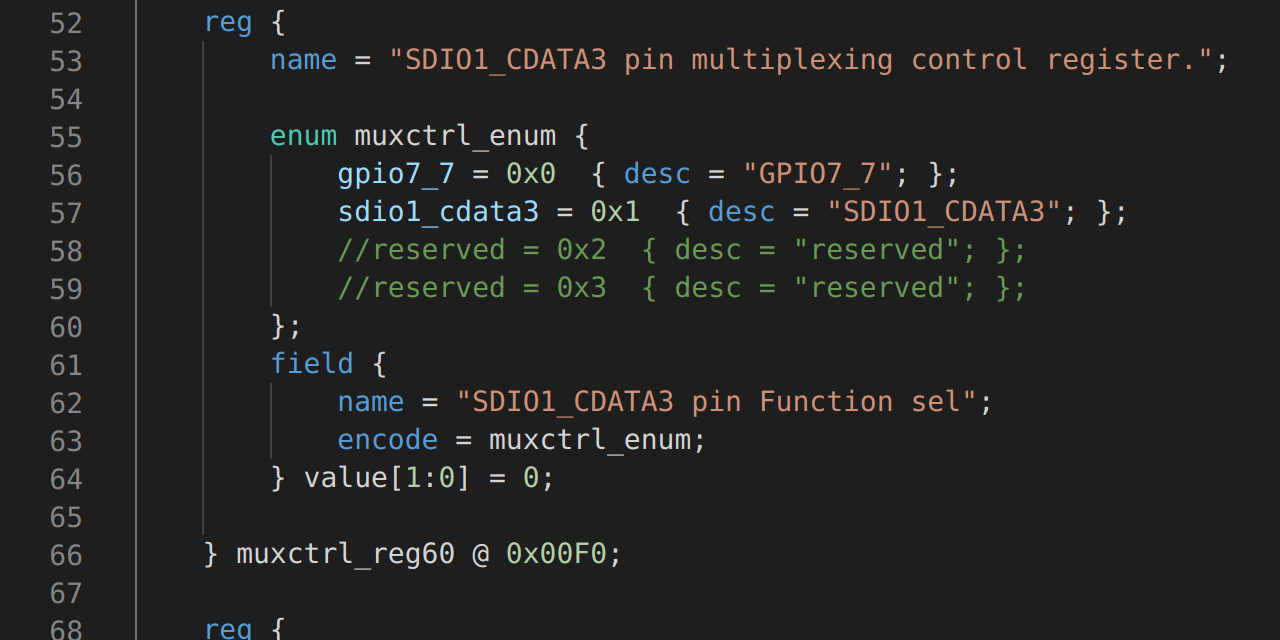 52 reg {
53 name = "SDIO1_CDATA3 pin multiplexing control register.";
54
55 enum muxctrl_enum {
56 gpio7_7 = 0x0  { desc = "GPIO7_7"; };
57 sdio1_cdata3 = 0x1  { desc = "SDIO1_CDATA3"; };
58 //reserved = 0x2  { desc = "reserved"; };
59 //reserved = 0x3  { desc = "reserved"; };
60 };
61 field {
62 name = "SDIO1_CDATA3 pin Function sel";
63 encode = muxctrl_enum;
64 } value[1:0] = 0;
65
66 } muxctrl_reg60 @ 0x00F0;
67
68 reg {